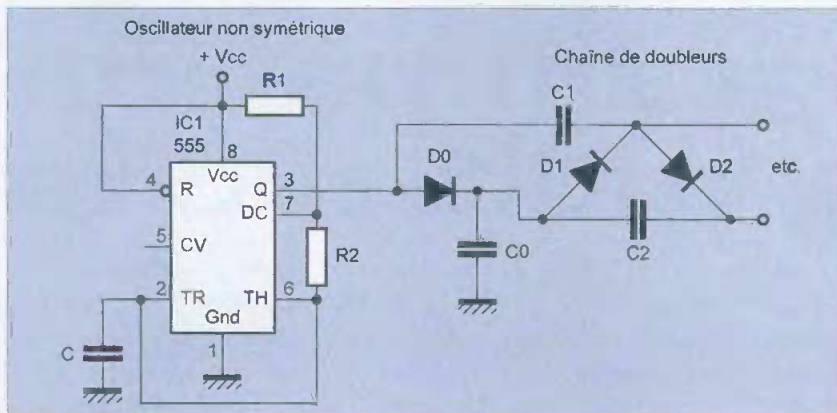 Oscillateur non symétrique
+ Vcc
Chaîne de doubleurs
R1
C1
IC1
555
8
Vcc
4
R
Q
3
D0
D1
D2
etc.
DC
7
5
CV
R2
C0
C2
2
TR
TH
6
Gnd
1
C